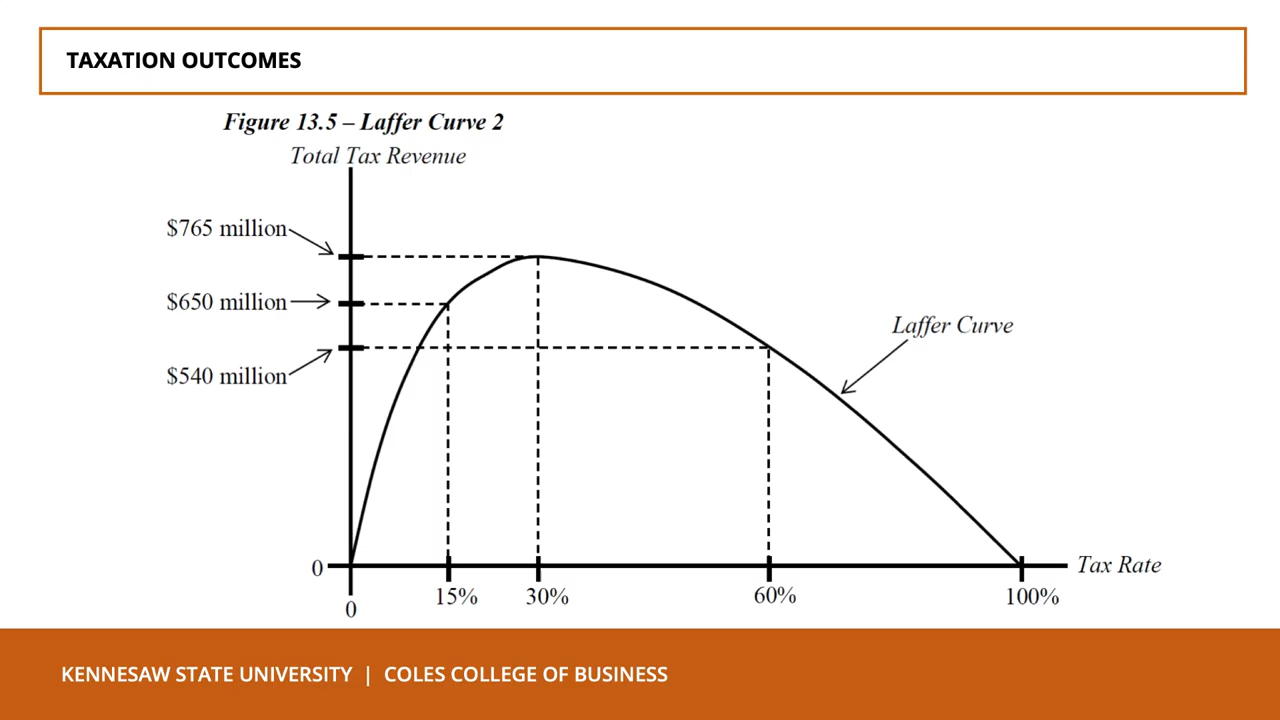 TAXATION OUTCOMES
Figure 13.5 – Laffer Curve 2
Total Tax Revenue
$765 million
$650 million
Laffer Curve
$540 million
0
Tax Rate
15%
30%
60%
100%
0
KENNESAW STATE UNIVERSITY | COLES COLLEGE OF BUSINESS